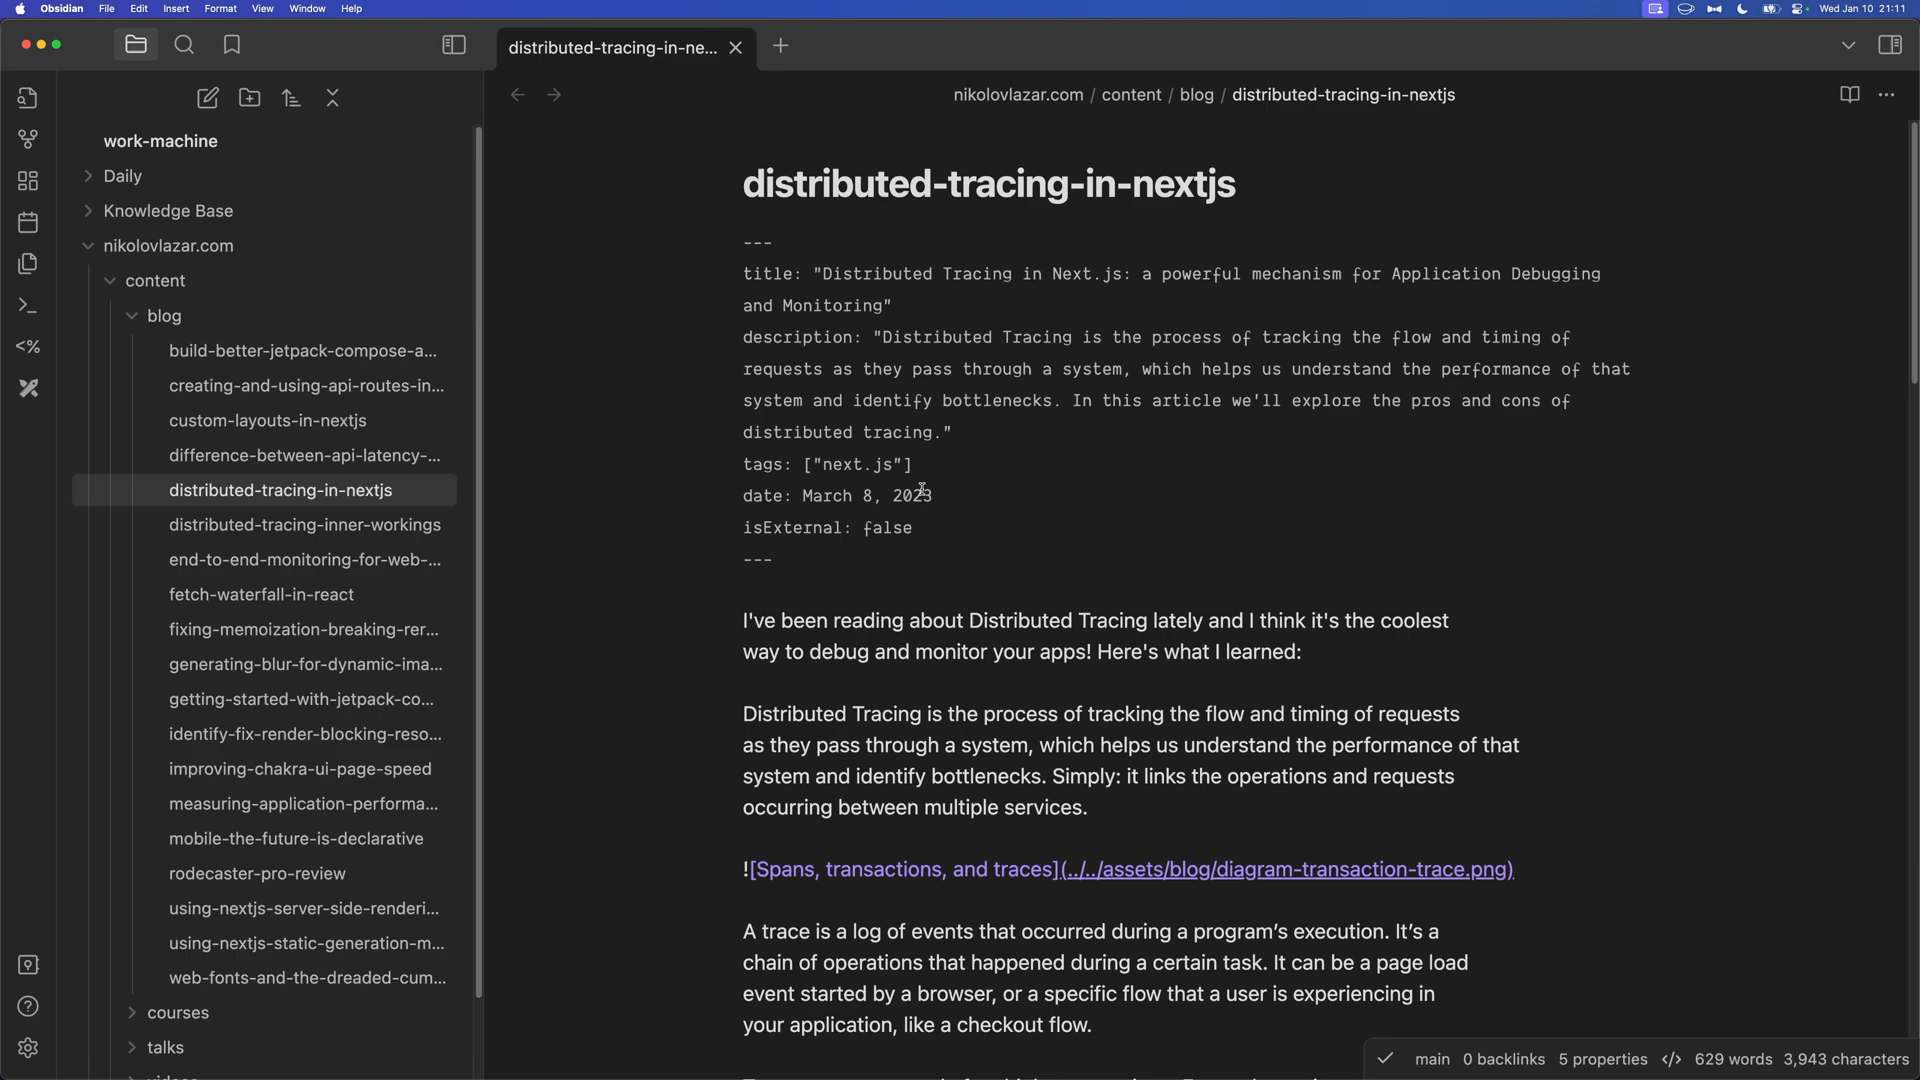 Obsidian File Edit Insert Format View Window Help
Wed Jan 10 21:11
distributed-tracing-in-ne...
nikolovlazar.com / content / blog / distributed-tracing-in-nextjs
work-machine
Daily
Knowledge Base
nikolovlazar.com
content
blog
build-better-jetpack-compose-a...
creating-and-using-api-routes-in...
custom-layouts-in-nextjs
difference-between-api-latency-...
distributed-tracing-in-nextjs
distributed-tracing-inner-workings
end-to-end-monitoring-for-web-...
fetch-waterfall-in-react
fixing-memoization-breaking-rer...
generating-blur-for-dynamic-ima...
getting-started-with-jetpack-co...
identify-fix-render-blocking-reso...
improving-chakra-ui-page-speed
measuring-application-performa...
mobile-the-future-is-declarative
rodecaster-pro-review
using-nextjs-server-side-renderi...
using-nextjs-static-generation-m...
web-fonts-and-the-dreaded-cum...
courses
talks
distributed-tracing-in-nextjs
---
title: "Distributed Tracing in Next.js: a powerful mechanism for Application Debugging
and Monitoring"
description: "Distributed Tracing is the process of tracking the flow and timing of
requests as they pass through a system, which helps us understand the performance of that
system and identify bottlenecks. In this article we'll explore the pros and cons of
distributed tracing."
tags: ["next.js"]
date: March 8, 2023
isExternal: false
---
I've been reading about Distributed Tracing lately and I think it's the coolest
way to debug and monitor your apps! Here's what I learned:
Distributed Tracing is the process of tracking the flow and timing of requests
as they pass through a system, which helps us understand the performance of that
system and identify bottlenecks. Simply: it links the operations and requests
occurring between multiple services.
![Spans, transactions, and traces](../../assets/blog/diagram-transaction-trace.png)
A trace is a log of events that occurred during a program’s execution. It’s a
chain of operations that happened during a certain task. It can be a page load
event started by a browser, or a specific flow that a user is experiencing in
your application, like a checkout flow.
main 0 backlinks 5 properties </> 629 words 3,943 characters